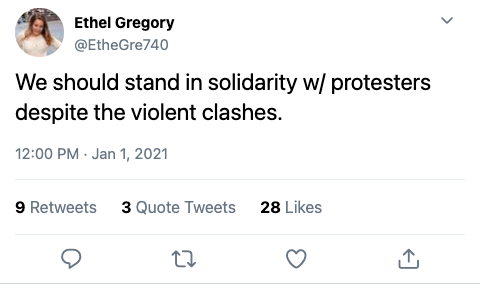 Ethel Gregory
@EtheGre740
We should stand in solidarity w/ protesters
despite the violent clashes.
12:00 PM · Jan 1, 2021
9 Retweets 3 Quote Tweets 28 Likes